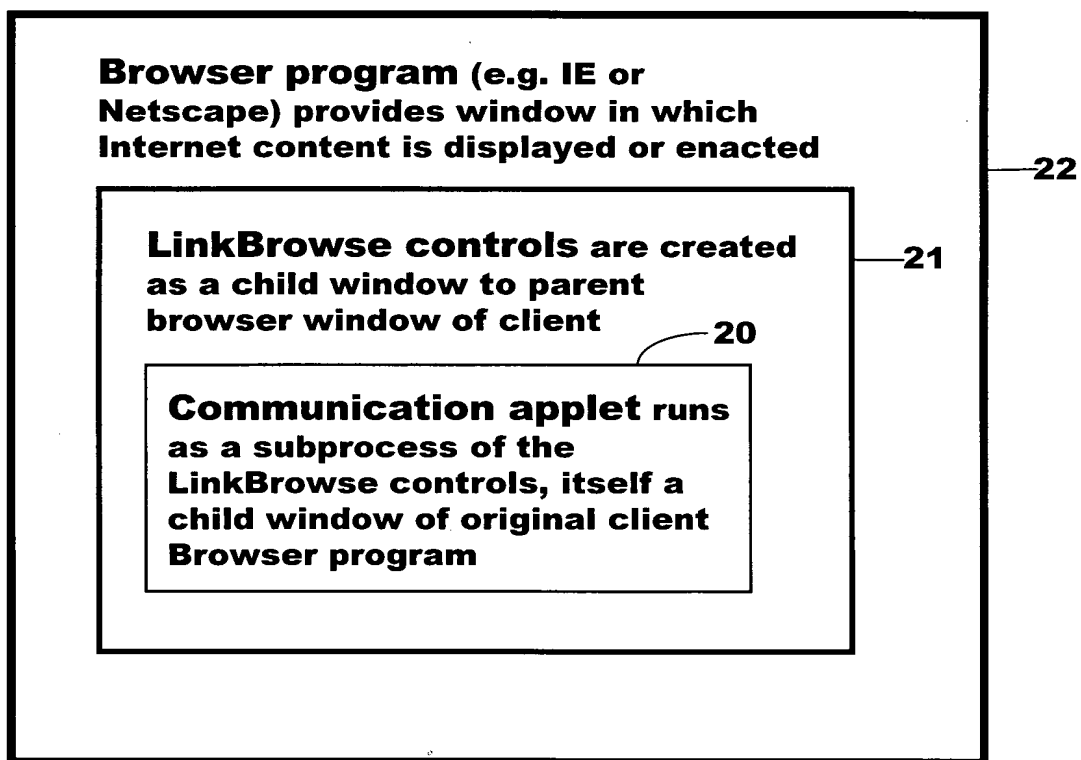 Browser program (e.g. IE or
Netscape) provides window in which
Internet content is displayed or enacted
22
LinkBrowse controls are created
as a child window to parent
browser window of client
21
20
Communication applet runs
as a subprocess of the
LinkBrowse controls, itself a
child window of original client
Browser program